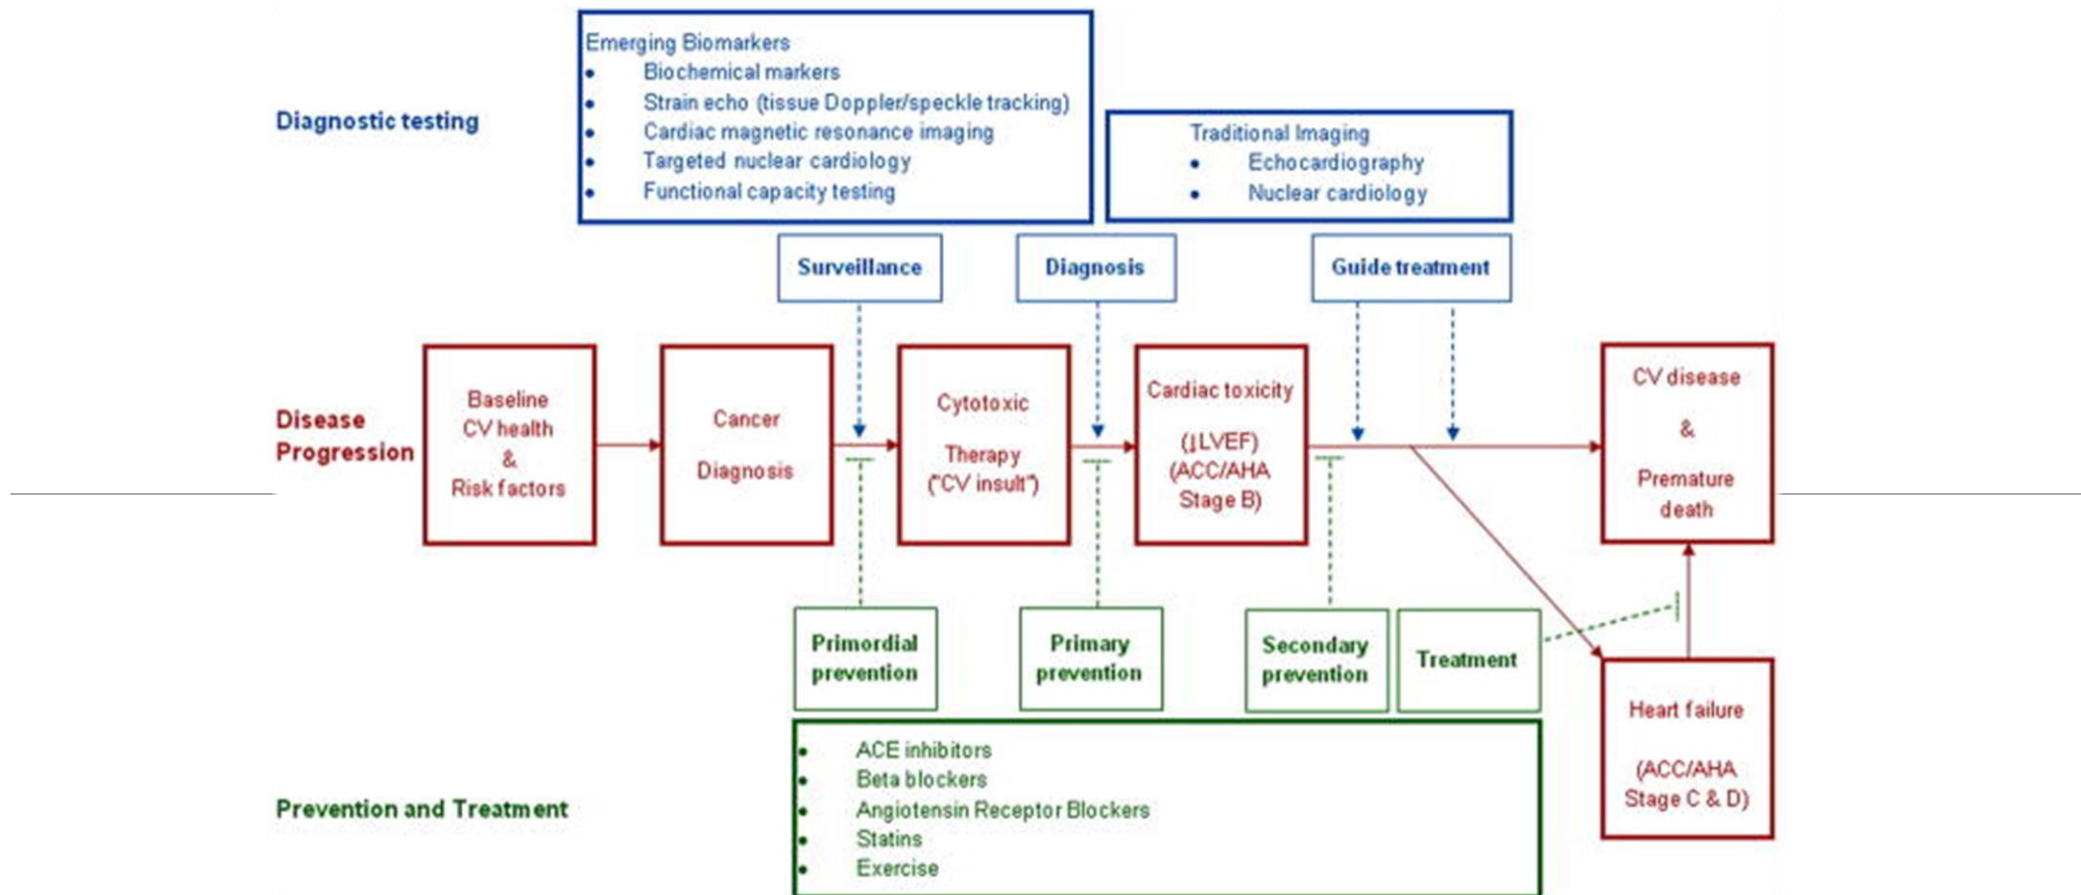 Emerging Biomarkers
• Biochemical markers
• Strain echo (tissue Doppler/speckle tracking)
• Cardiac magnetic resonance imaging
• Targeted nuclear cardiology
• Functional capacity testing
Diagnostic testing
Traditional Imaging
• Echocardiography
• Nuclear cardiology
Surveillance
Diagnosis
Guide treatment
Disease
Progression
Baseline
CV health
&
Risk factors
Cancer
Diagnosis
Cytotoxic
Therapy
("CV insult")
Cardiac toxicity
(↓LVEF)
(ACC/AHA
Stage B)
CV disease
&
Premature
death
Primordial
prevention
Primary
prevention
Secondary
prevention
Treatment
Heart failure
(ACC/AHA
Stage C & D)
Prevention and Treatment
• ACE inhibitors
• Beta blockers
• Angiotensin Receptor Blockers
• Statins
• Exercise